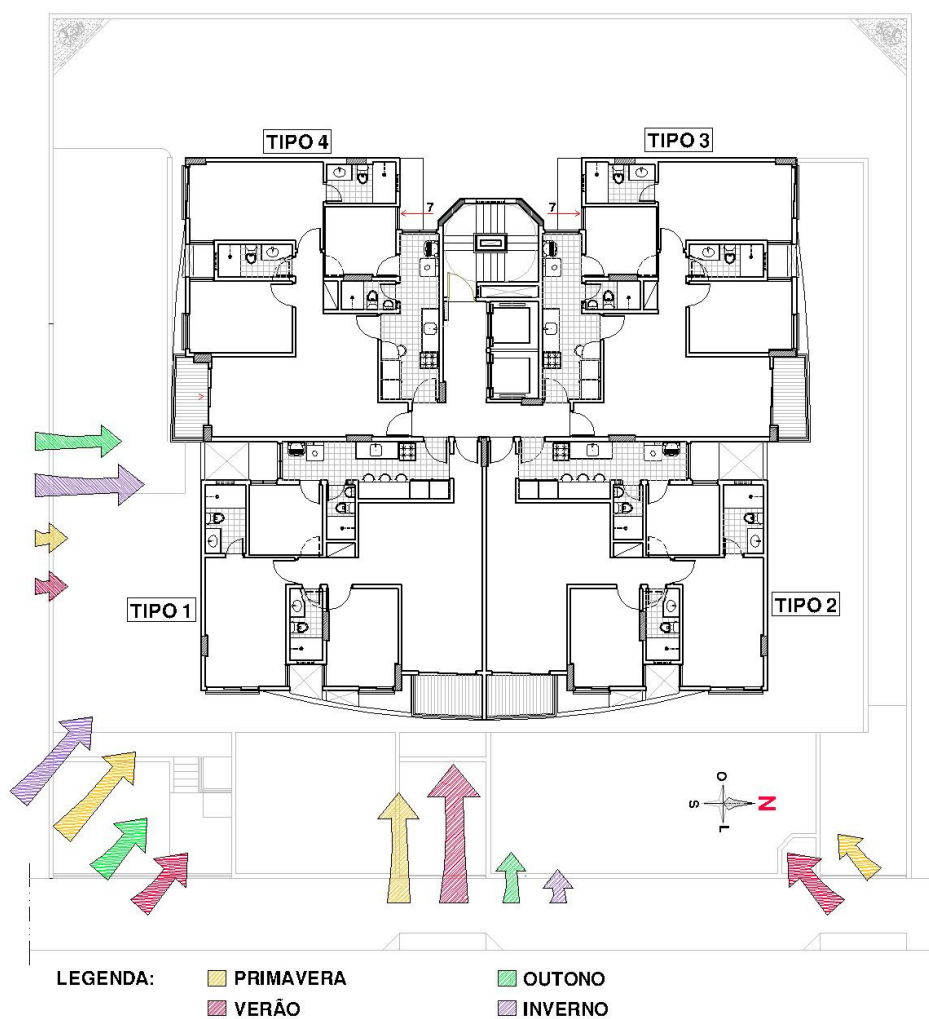 TIPO 4
TIPO 3
7
7
TIPO 1
TIPO 2
O
S
N
L
LEGENDA:
PRIMAVERA
OUTONO
VERÃO
INVERNO